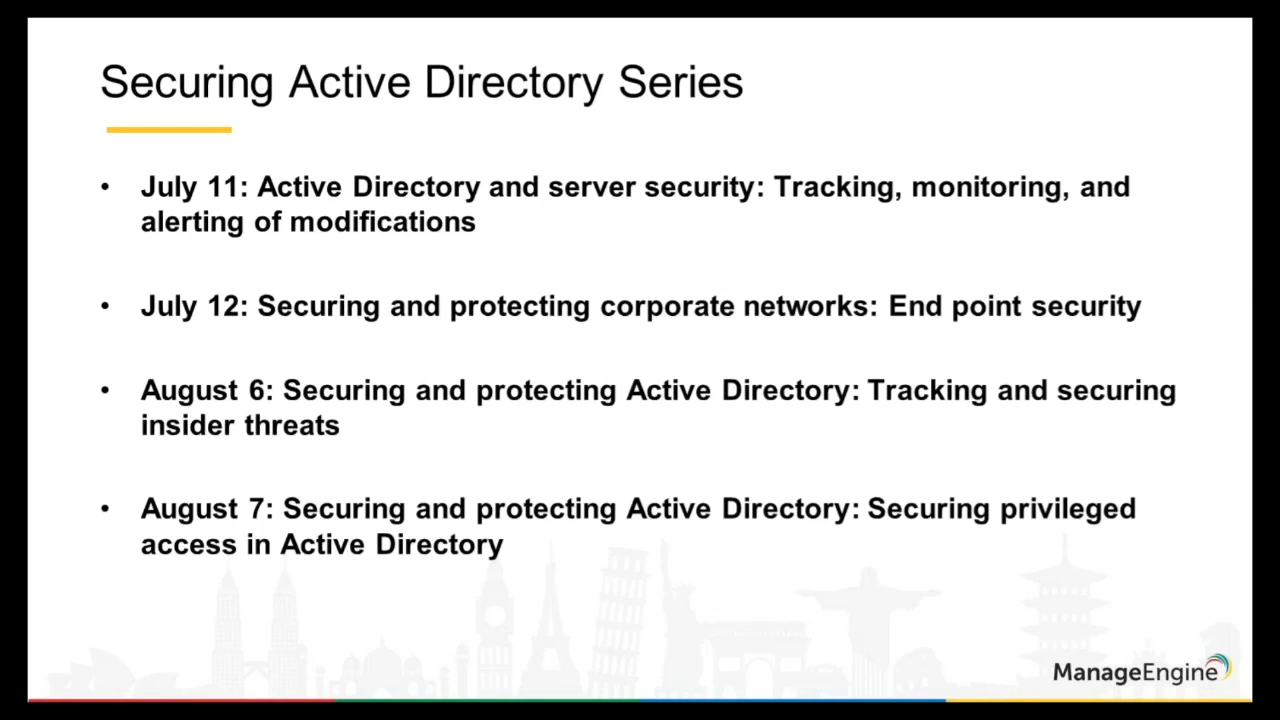 Securing Active Directory Series
• July 11: Active Directory and server security: Tracking, monitoring, and
alerting of modifications
• July 12: Securing and protecting corporate networks: End point security
• August 6: Securing and protecting Active Directory: Tracking and securing
insider threats
• August 7: Securing and protecting Active Directory: Securing privileged
access in Active Directory
ManageEngine